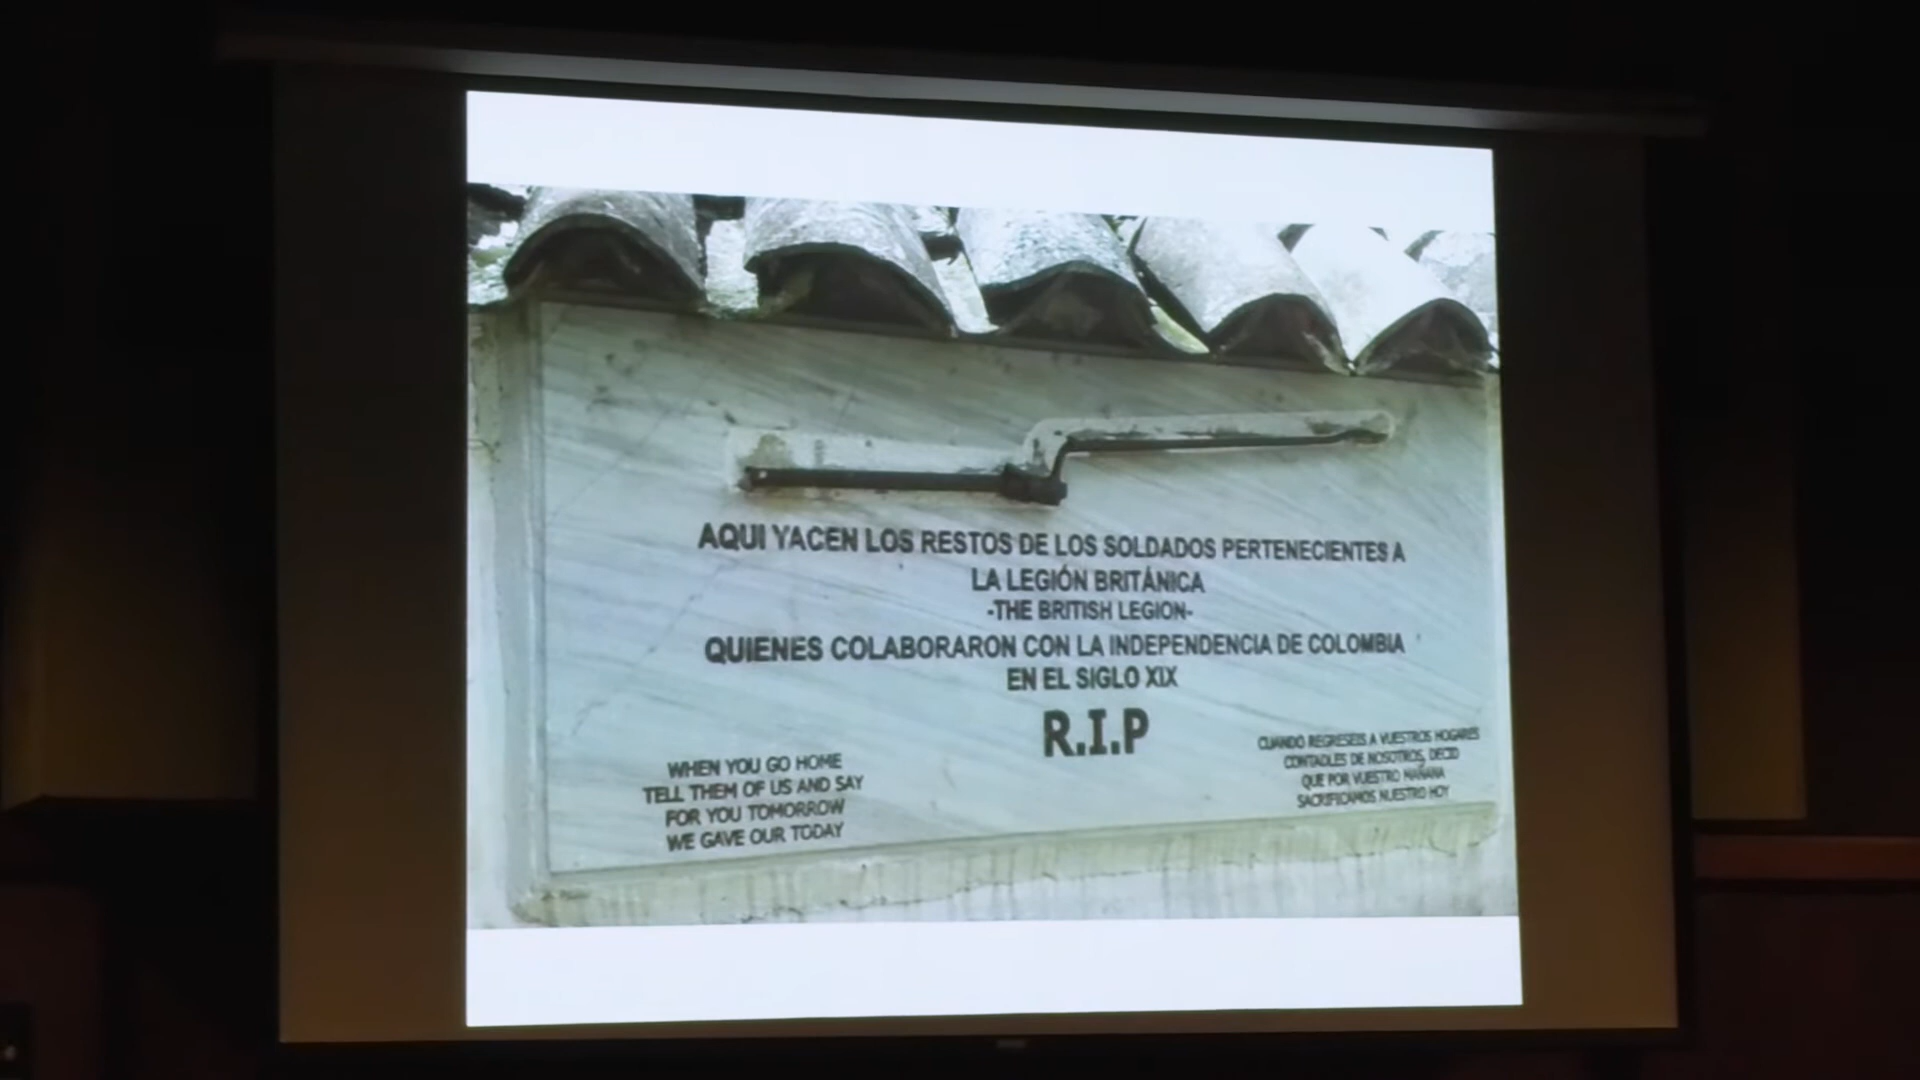 AQUI YACEN LOS RESTOS DE LOS SOLDADOS PERTENECIENTES A
LA LEGIÓN BRITÁNICA
-THE BRITISH LEGION-
QUIENES COLABORARON CON LA INDEPENDENCIA DE COLOMBIA
EN EL SIGLO XIX
R.I.P
WHEN YOU GO HOME
TELL THEM OF US AND SAY
FOR YOU TOMORROW
WE GAVE OUR TODAY
CUANDO REGRESEIS A VUESTROS HOGARES
CONTADLES DE NOSOTROS, DECID
QUE POR VUESTRO MAÑANA
SACRIFICAMOS NUESTRO HOY